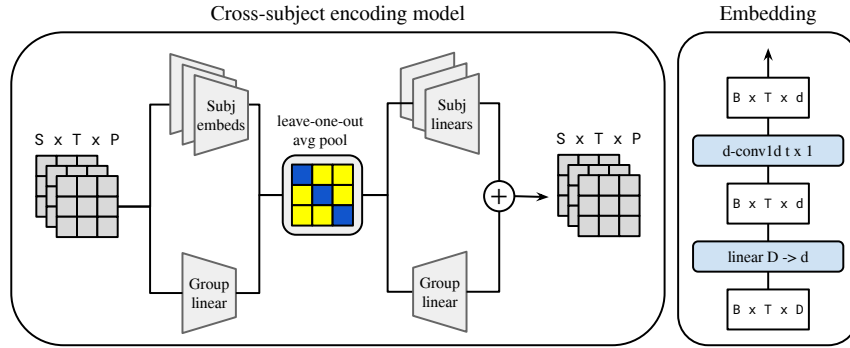 Cross-subject encoding model
Embedding
S x T x P
Subj
embeds
leave-one-out
avg pool
Subj
linears
S x T x P
Group
linear
Group
linear
B x T x d
d-conv1d t x 1
B x T x d
linear D -> d
B x T x D